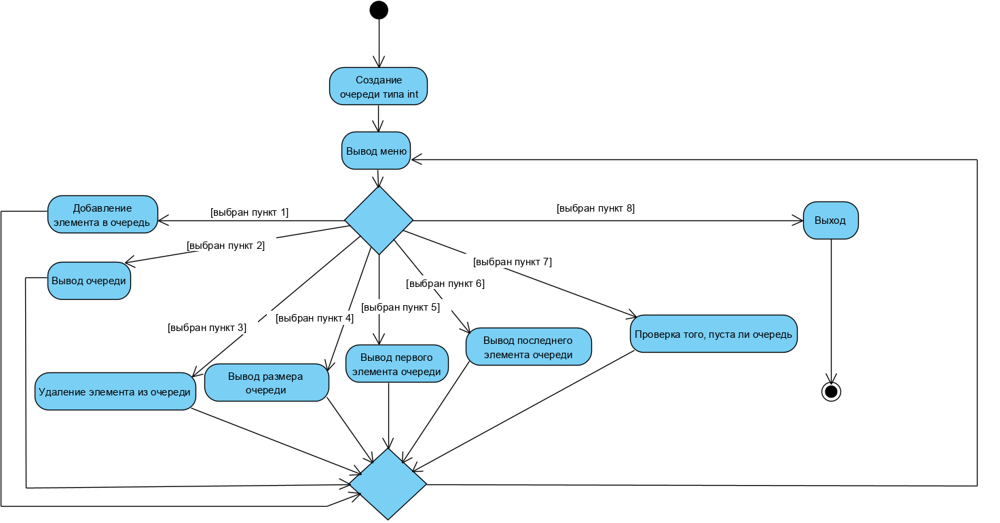 Создание
очереди типа int
Вывод меню
[выбран пункт 1]
[выбран пункт 8]
Добавление
элемента в очередь
Выход
[выбран пункт 2]
[выбран пункт 7]
Вывод очереди
[выбран пункт 6]
[выбран пункт 5]
[выбран пункт 4]
[выбран пункт 3]
Проверка того, пуста ли очередь
Вывод последнего
элемента очереди
Вывод первого
элемента очереди
Вывод размера
очереди
Удаление элемента из очереди